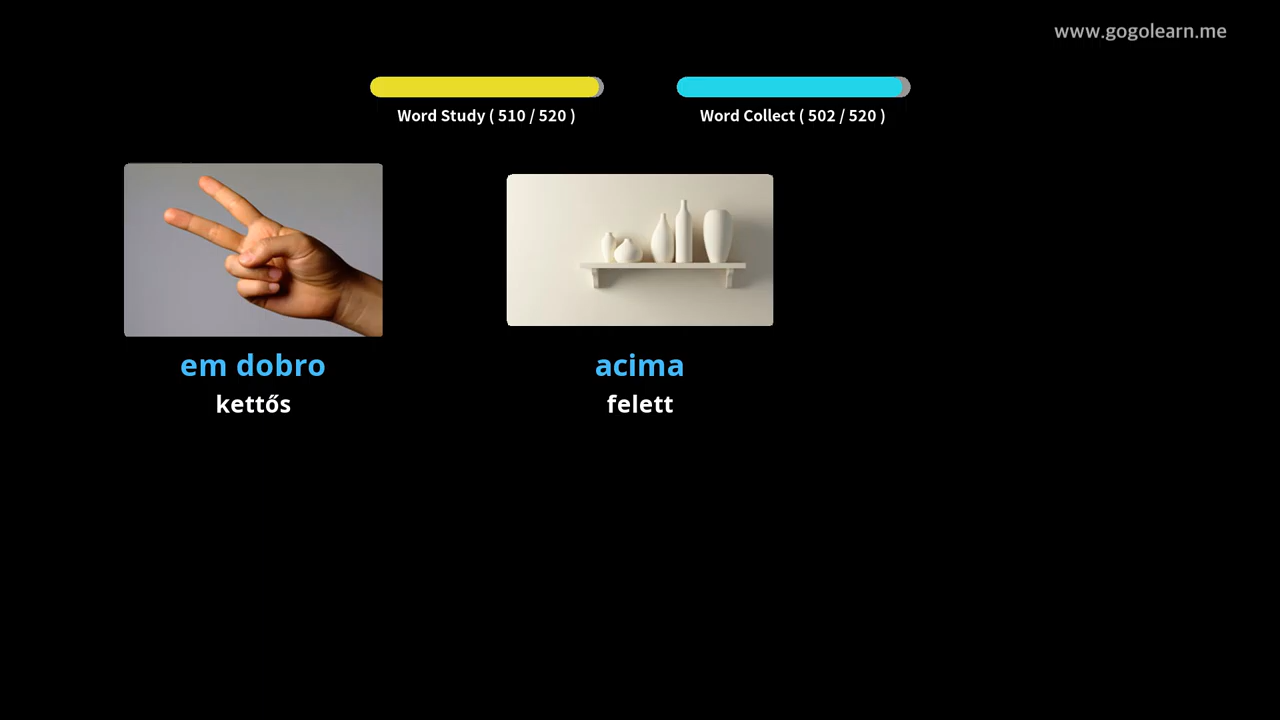 www.gogolearn.me
Word Study ( 510 / 520 )
Word Collect ( 502 / 520 )
em dobro
kettős
acima
felett